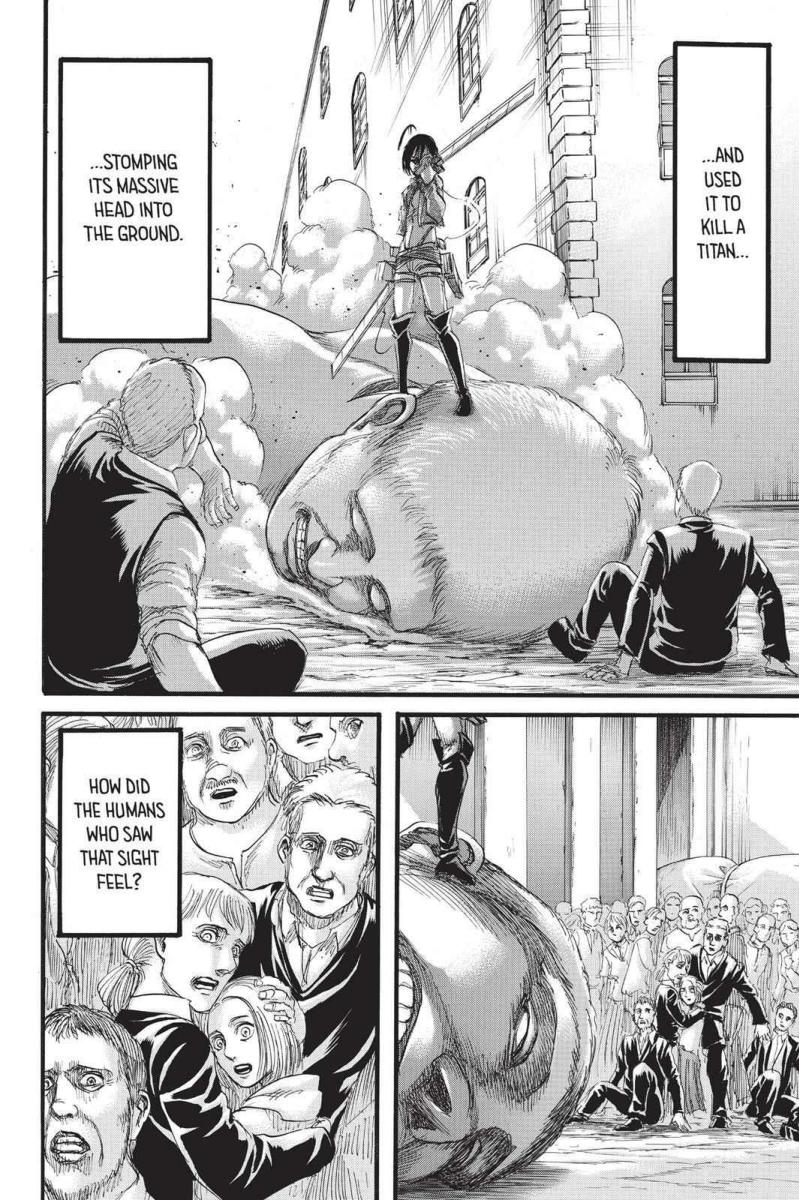 ...AND
USED
IT TO
KILL A
TITAN...
...STOMPING
ITS MASSIVE
HEAD INTO
THE GROUND.
HOW DID
THE HUMANS
WHO SAW
THAT SIGHT
FEEL?